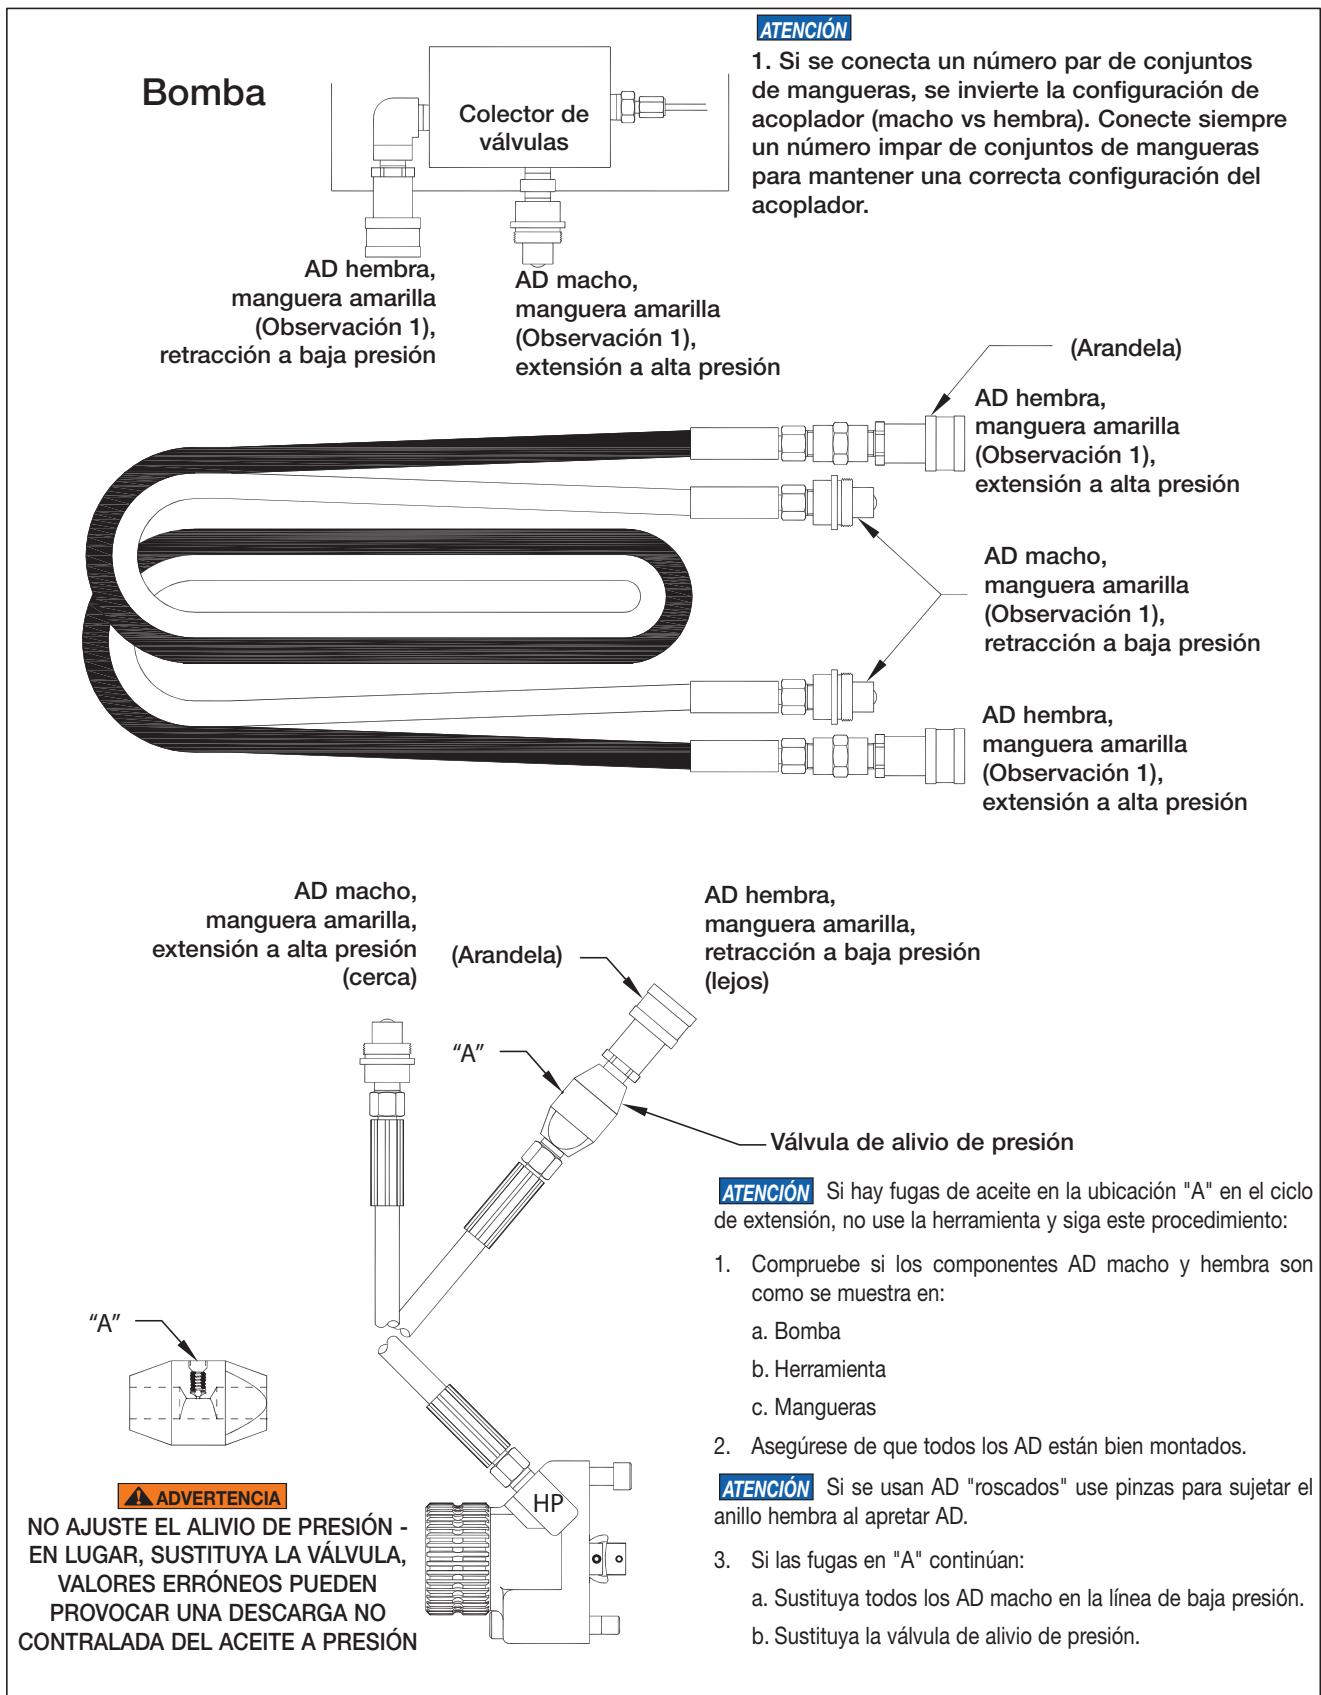 Bomba
Colector de
válvulas
ATENCIÓN
1. Si se conecta un número par de conjuntos
de mangueras, se invierte la configuración de
acoplador (macho vs hembra). Conecte siempre
un número impar de conjuntos de mangueras
para mantener una correcta configuración del
acoplador.
AD hembra,
manguera amarilla
(Observación 1),
retracción a baja presión
AD macho,
manguera amarilla
(Observación 1),
extensión a alta presión
(Arandela)
AD hembra,
manguera amarilla
(Observación 1),
extensión a alta presión
AD macho,
manguera amarilla
(Observación 1),
retracción a baja presión
AD hembra,
manguera amarilla
(Observación 1),
extensión a alta presión
AD macho,
manguera amarilla,
extensión a alta presión
(cerca)
(Arandela)
AD hembra,
manguera amarilla,
retracción a baja presión
(lejos)
“A”
Válvula de alivio de presión
ATENCIÓN Si hay fugas de aceite en la ubicación "A" en el ciclo
de extensión, no use la herramienta y siga este procedimiento:
1. Compruebe si los componentes AD macho y hembra son
como se muestra en:
a. Bomba
b. Herramienta
c. Mangueras
2. Asegúrese de que todos los AD están bien montados.
ATENCIÓN Si se usan AD "roscados" use pinzas para sujetar el
anillo hembra al apretar AD.
3. Si las fugas en "A" continúan:
a. Sustituya todos los AD macho en la línea de baja presión.
b. Sustituya la válvula de alivio de presión.
“A”
HP
ADVERTENCIA
NO AJUSTE EL ALIVIO DE PRESIÓN -
EN LUGAR, SUSTITUYA LA VÁLVULA,
VALORES ERRÓNEOS PUEDEN
PROVOCAR UNA DESCARGA NO
CONTRALADA DEL ACEITE A PRESIÓN